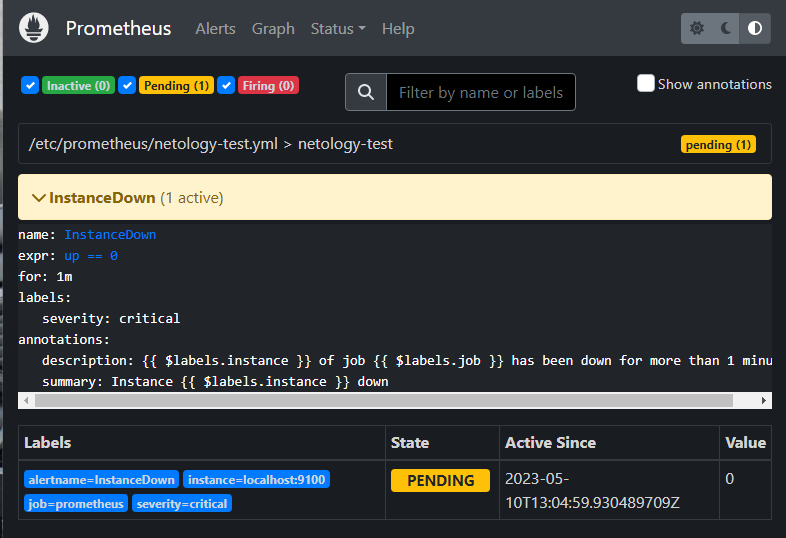 Prometheus Alerts Graph Status Help
Inactive (0) Pending (1) Firing (0) Filter by name or labels Show annotations
/etc/prometheus/netology-test.yml > netology-test pending (1)
InstanceDown (1 active)
name: InstanceDown
expr: up == 0
for: 1m
labels:
severity: critical
annotations:
description: {{ $labels.instance }} of job {{ $labels.job }} has been down for more than 1 minu
summary: Instance {{ $labels.instance }} down
Labels State Active Since Value
alertname=InstanceDown instance=localhost:9100 PENDING 2023-05- 0
job=prometheus severity=critical 10T13:04:59.930489709Z